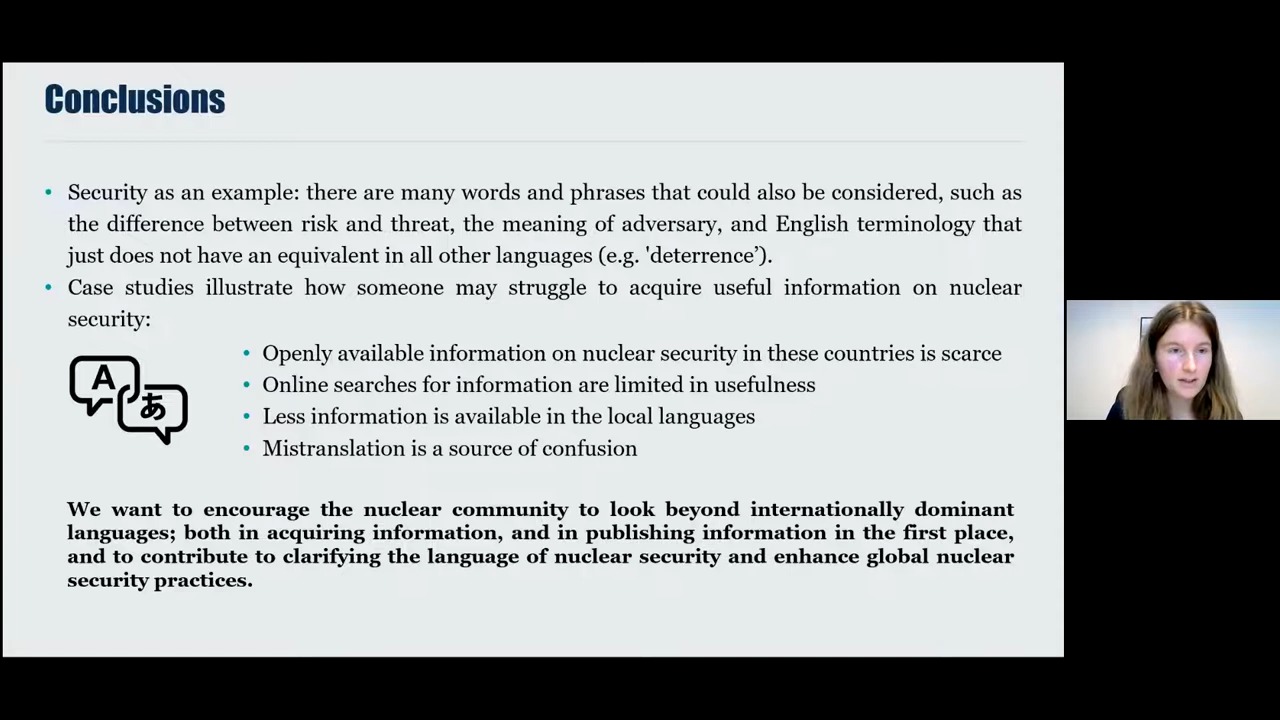 Conclusions
• Security as an example: there are many words and phrases that could also be considered, such as
the difference between risk and threat, the meaning of adversary, and English terminology that
just does not have an equivalent in all other languages (e.g. 'deterrence’).
• Case studies illustrate how someone may struggle to acquire useful information on nuclear
security:
• Openly available information on nuclear security in these countries is scarce
• Online searches for information are limited in usefulness
• Less information is available in the local languages
• Mistranslation is a source of confusion
A
あ
We want to encourage the nuclear community to look beyond internationally dominant
languages; both in acquiring information, and in publishing information in the first place,
and to contribute to clarifying the language of nuclear security and enhance global nuclear
security practices.